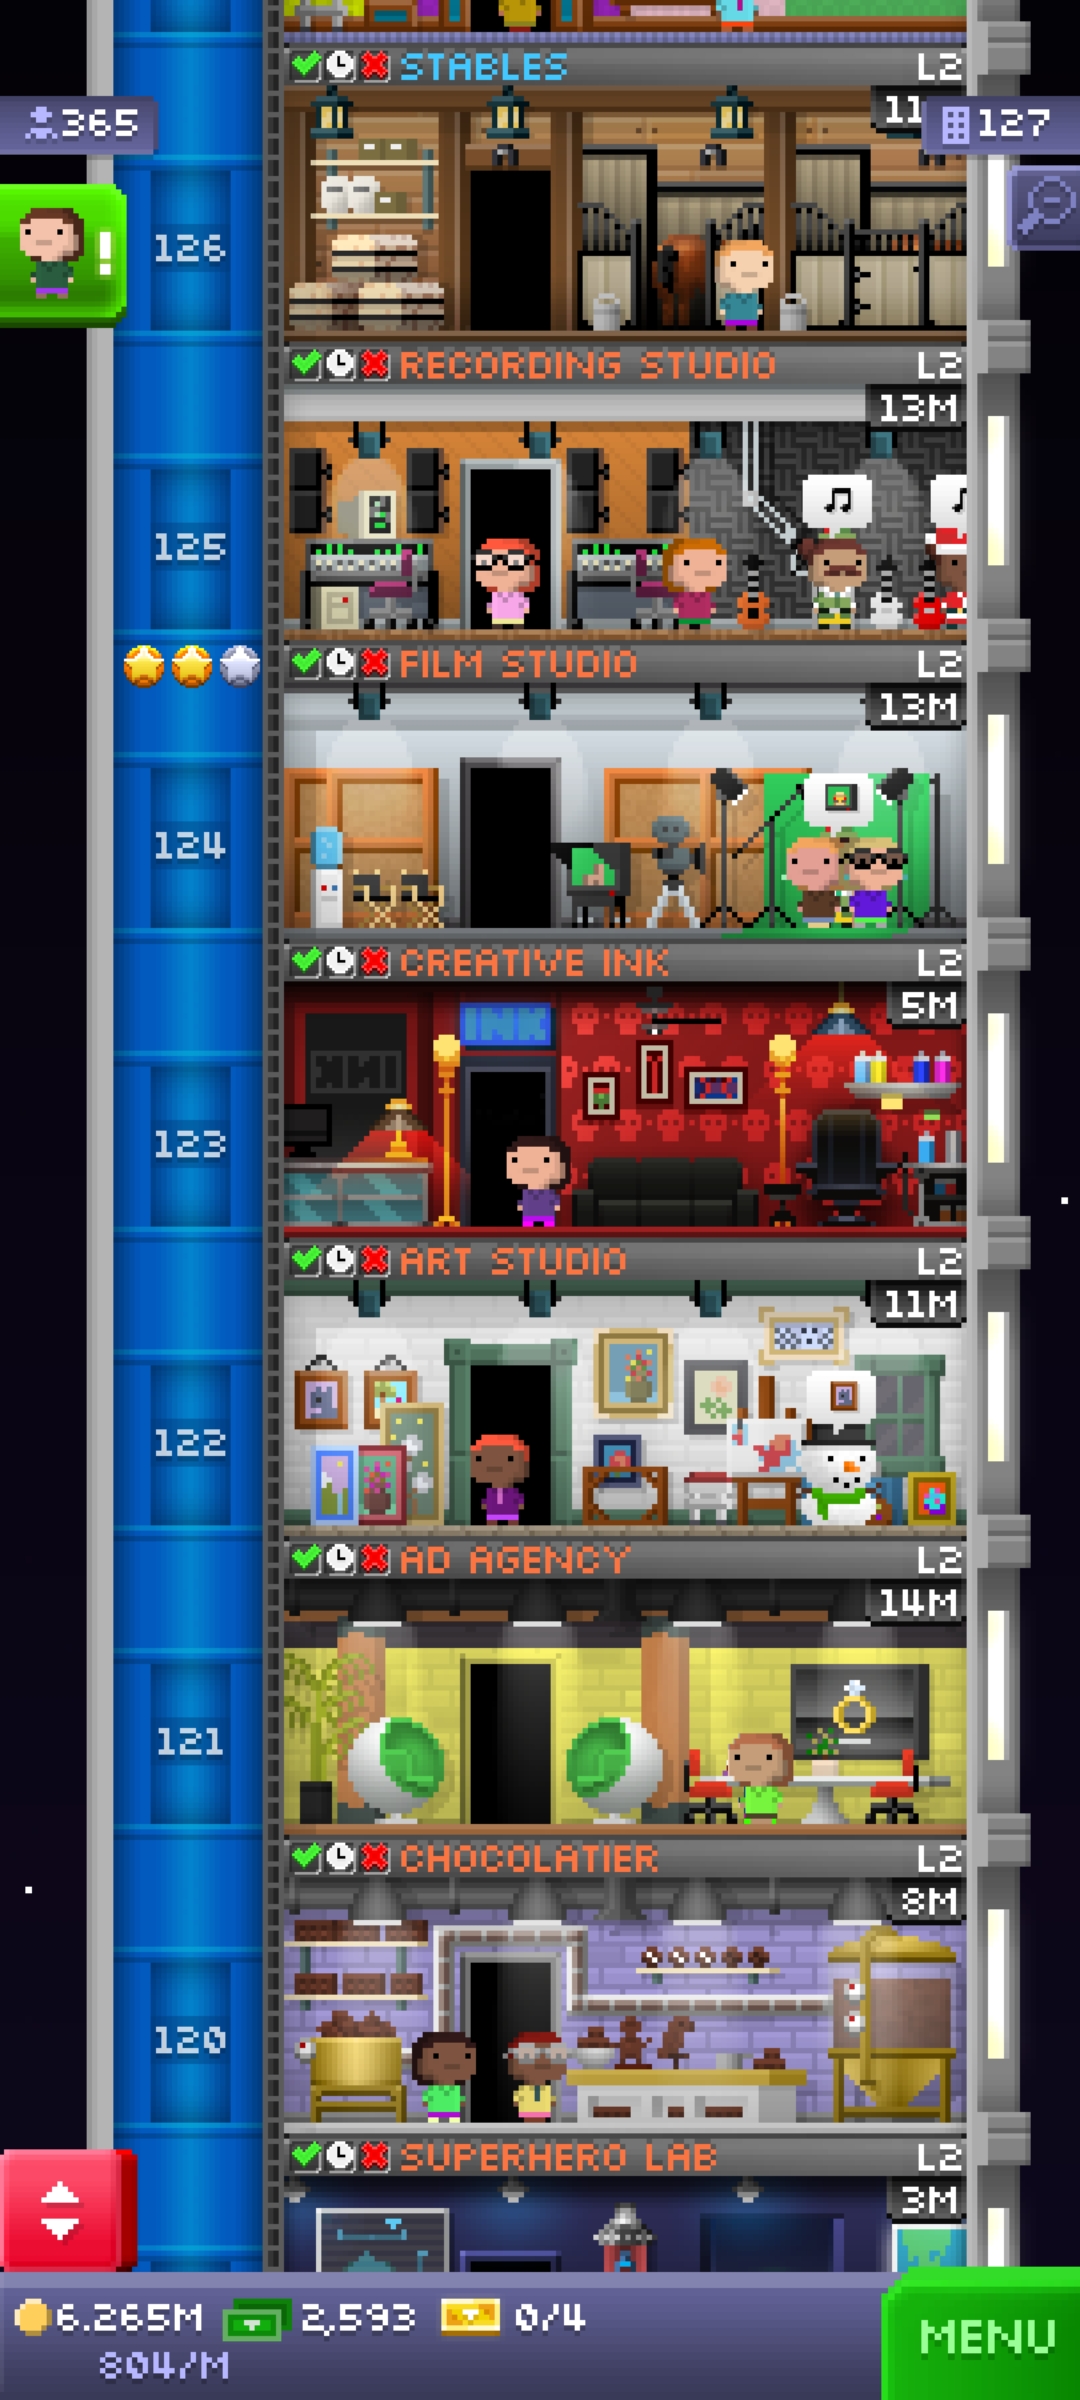 STABLES L2
11
365
127
126
RECORDING STUDIO L2
13M
125
FILM STUDIO L2
13M
124
CREATIVE INK L2
5M
INK
123
ART STUDIO L2
11M
122
AD AGENCY L2
14M
121
CHOCOLATIER L2
8M
120
SUPERHERO LAB L2
3M
6.265M 2,593 0/4
804/M
MENU